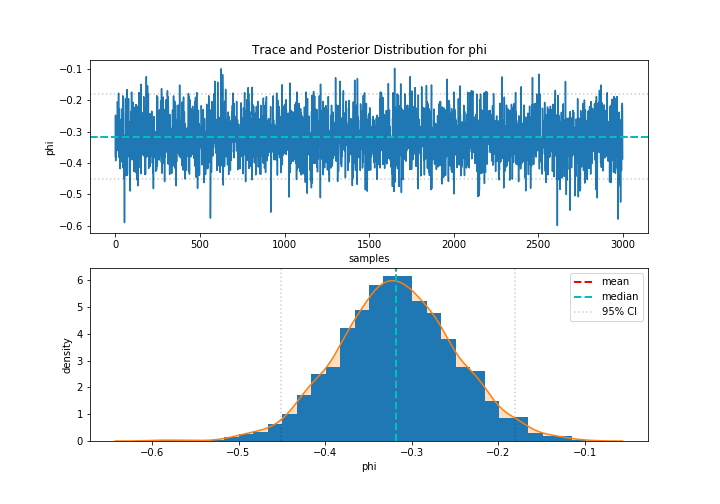 Trace and Posterior Distribution for phi
−0.1
−0.2
−0.3
−0.4
−0.5
−0.6
phi
0 500 1000 1500 2000 2500 3000
samples
6
5
4
3
2
1
0
density
mean
median
95% CI
−0.6 −0.5 −0.4 −0.3 −0.2 −0.1
phi